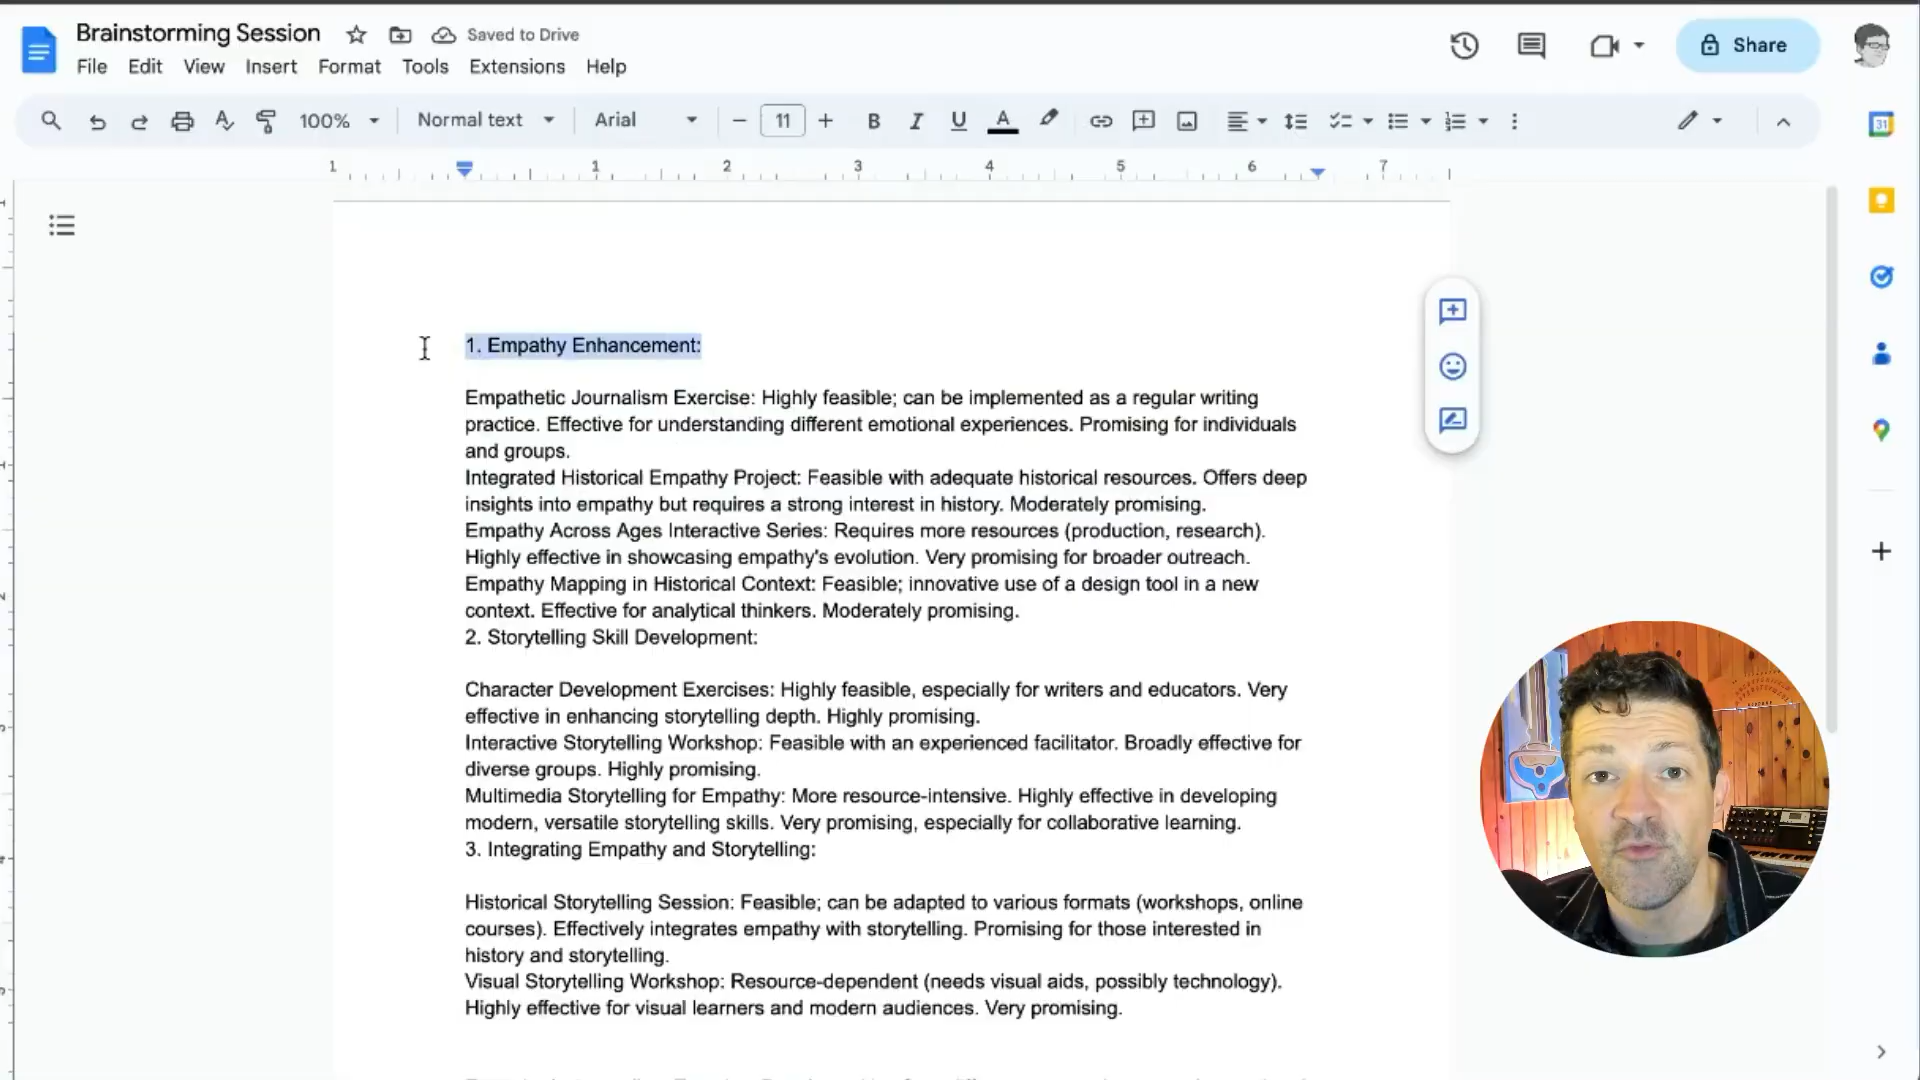 Brainstorming Session
Saved to Drive
File Edit View Insert Format Tools Extensions Help
Share
100% Normal text Arial 11 B I U A
31
1 1 2 3 4 5 6 7
1. Empathy Enhancement:
Empathetic Journalism Exercise: Highly feasible; can be implemented as a regular writing
practice. Effective for understanding different emotional experiences. Promising for individuals
and groups.
Integrated Historical Empathy Project: Feasible with adequate historical resources. Offers deep
insights into empathy but requires a strong interest in history. Moderately promising.
Empathy Across Ages Interactive Series: Requires more resources (production, research).
Highly effective in showcasing empathy's evolution. Very promising for broader outreach.
Empathy Mapping in Historical Context: Feasible; innovative use of a design tool in a new
context. Effective for analytical thinkers. Moderately promising.
2. Storytelling Skill Development:
Character Development Exercises: Highly feasible, especially for writers and educators. Very
effective in enhancing storytelling depth. Highly promising.
Interactive Storytelling Workshop: Feasible with an experienced facilitator. Broadly effective for
diverse groups. Highly promising.
Multimedia Storytelling for Empathy: More resource-intensive. Highly effective in developing
modern, versatile storytelling skills. Very promising, especially for collaborative learning.
3. Integrating Empathy and Storytelling:
Historical Storytelling Session: Feasible; can be adapted to various formats (workshops, online
courses). Effectively integrates empathy with storytelling. Promising for those interested in
history and storytelling.
Visual Storytelling Workshop: Resource-dependent (needs visual aids, possibly technology).
Highly effective for visual learners and modern audiences. Very promising.